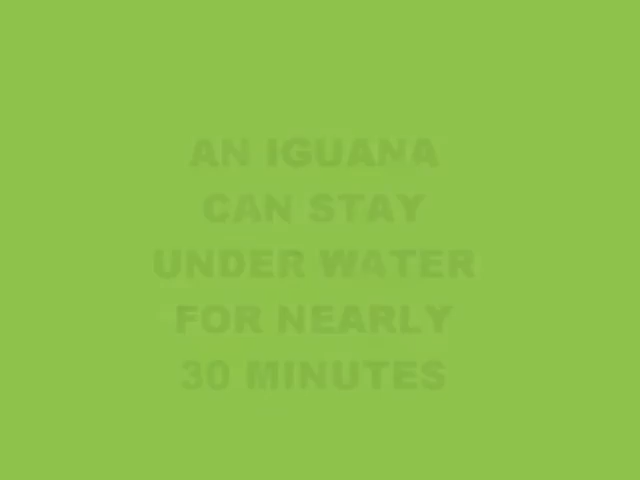 AN IGUANA
CAN STAY
UNDER WATER
FOR NEARLY
30 MINUTES